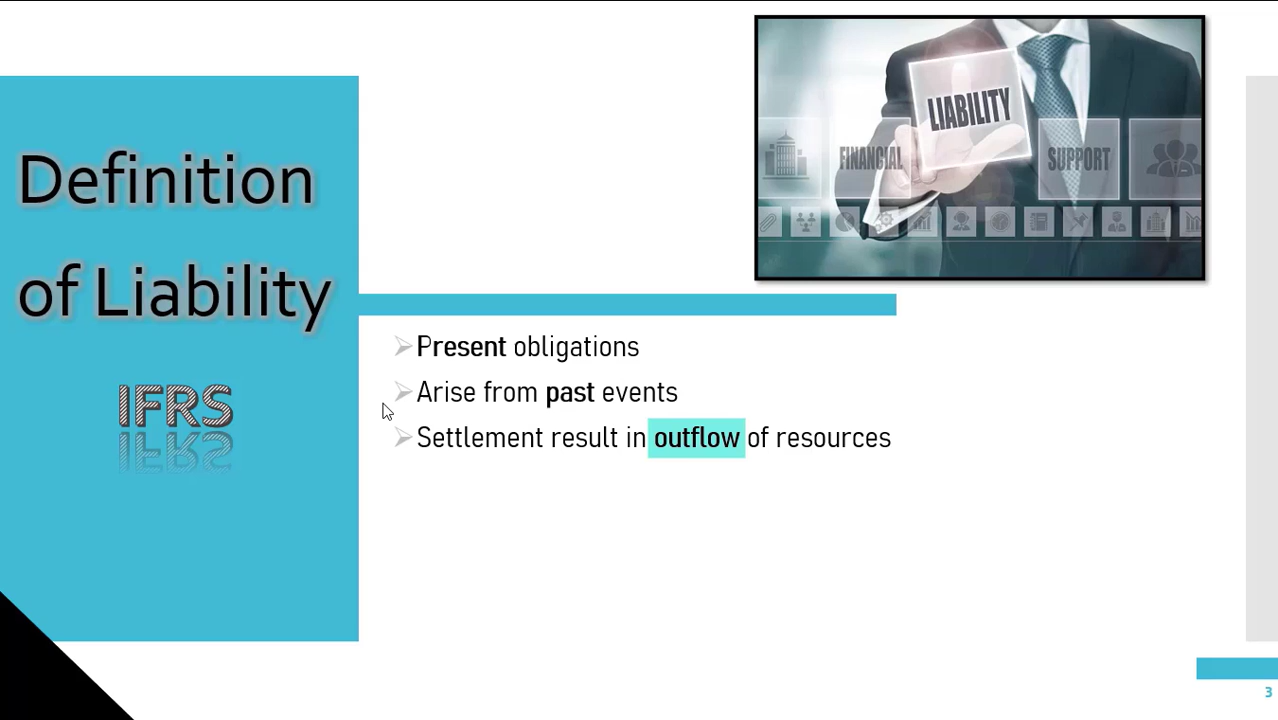 Definition
of Liability
IFRS
LIABILITY
FINANCIAL
SUPPORT
Present obligations
Arise from past events
Settlement result in outflow of resources
3